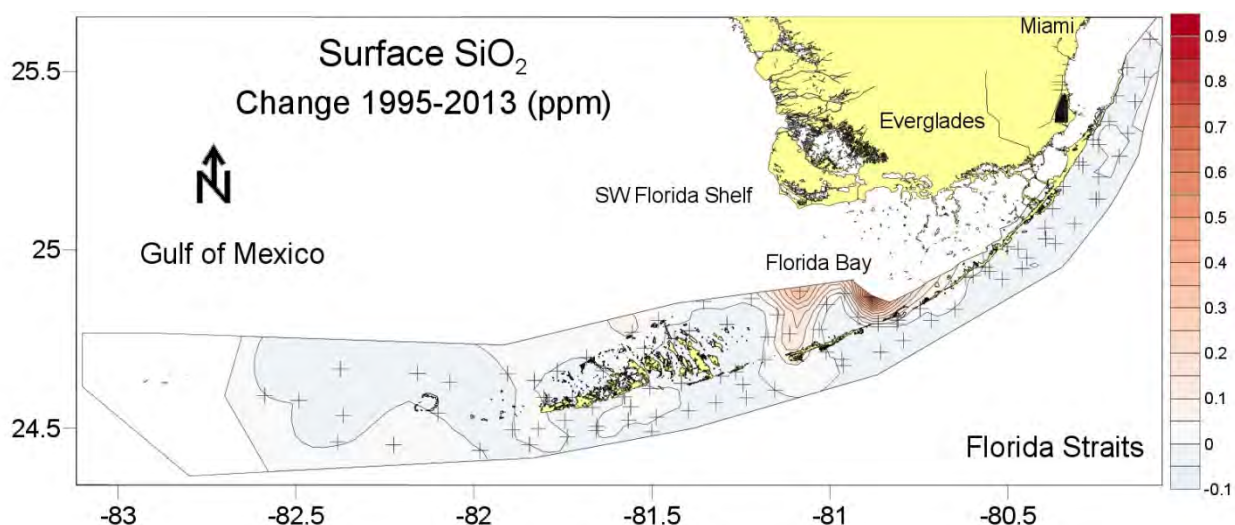 Surface SiO₂
Change 1995-2013 (ppm)
Miami
Everglades
SW Florida Shelf
N
Gulf of Mexico
Florida Bay
Florida Straits
25.5
25
24.5
-83
-82.5
-82
-81.5
-81
-80.5
0.9
0.8
0.7
0.6
0.5
0.4
0.3
0.2
0.1
0
-0.1